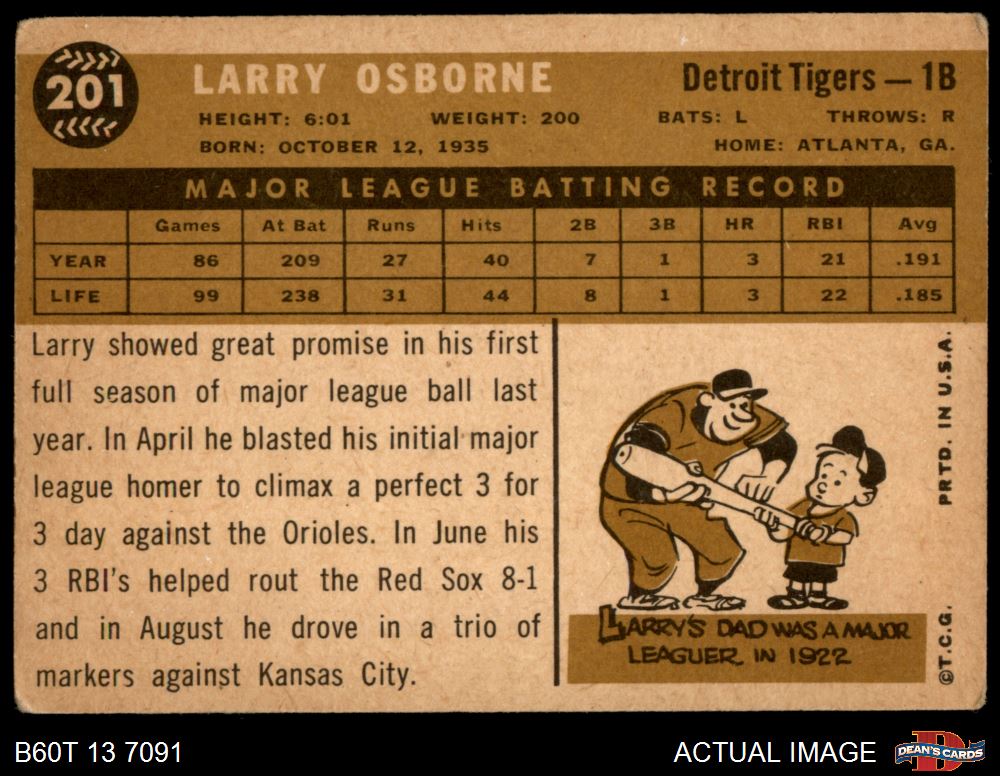 201
LARRY OSBORNE
Detroit Tigers — 1B
HEIGHT: 6:01 WEIGHT: 200 BATS: L THROWS: R
BORN: OCTOBER 12, 1935 HOME: ATLANTA, GA.
MAJOR LEAGUE BATTING RECORD
Games At Bat Runs Hits 2B 3B HR RBI Avg
YEAR 86 209 27 40 7 1 3 21 .191
LIFE 99 238 31 44 8 1 3 22 .185
Larry showed great promise in his first
full season of major league ball last
year. In April he blasted his initial major
league homer to climax a perfect 3 for
3 day against the Orioles. In June his
3 RBI's helped rout the Red Sox 8-1
and in August he drove in a trio of
markers against Kansas City.
LARRY'S DAD WAS A MAJOR
LEAGUER IN 1922
©T.C.G. PRTD. IN U.S.A.
B60T 13 7091
ACTUAL IMAGE
D
DEAN'S CARDS